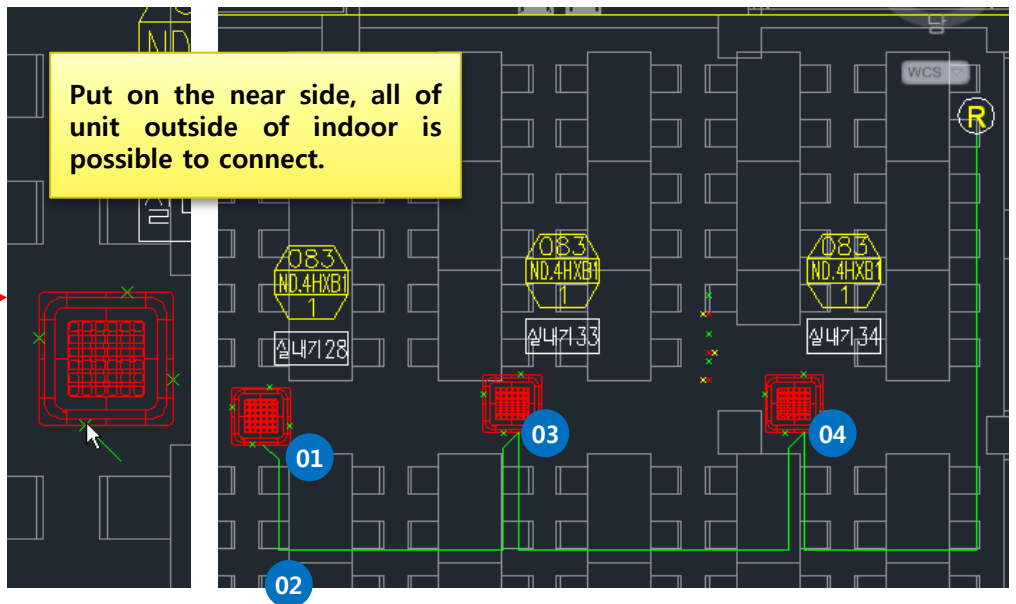 ND
Put on the near side, all of
unit outside of indoor is
possible to connect.
WCS
R
083
ND.4HXB1
1
실내기28
083
ND.4HXB1
1
실내기33
083
ND.4HXB1
1
실내기34
01
03
04
02